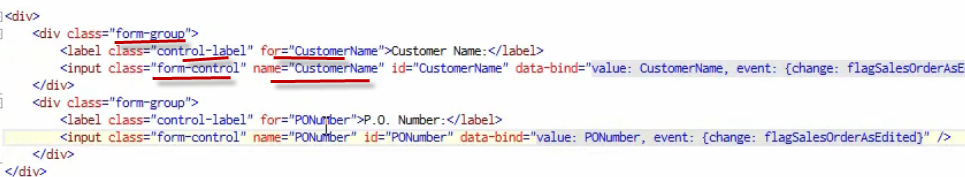 <div>
<div class="form-group">
<label class="control-label" for="CustomerName">Customer Name:</label>
<input class="form-control" name="CustomerName" id="CustomerName" data-bind="value: CustomerName, event: {change: flagSalesOrderAsE
</div>
<div class="form-group">
<label class="control-label" for="PONumber">P.O. Number:</label>
<input class="form-control" name="PONumber" id="PONumber" data-bind="value: PONumber, event: {change: flagSalesOrderAsEdited}" />
</div>
</div>